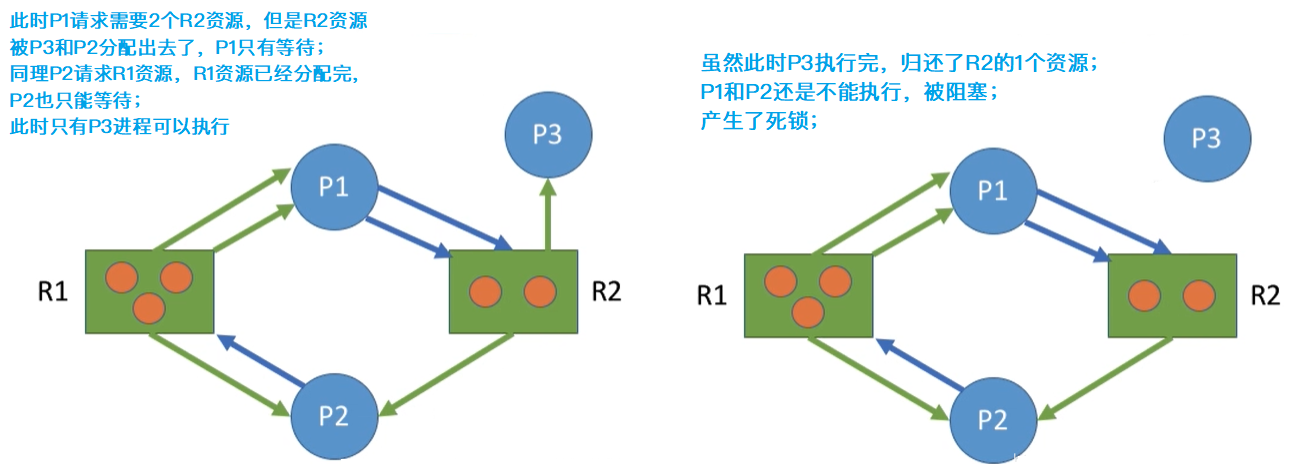 此时P1请求需要2个R2资源，但是R2资源
被P3和P2分配出去了，P1只有等待；
同理P2请求R1资源，R1资源已经分配完，
P2也只能等待；
此时只有P3进程可以执行
P3
P1
R1
R2
P2
虽然此时P3执行完，归还了R2的1个资源；
P1和P2还是不能执行，被阻塞；
产生了死锁；
P3
P1
R1
R2
P2